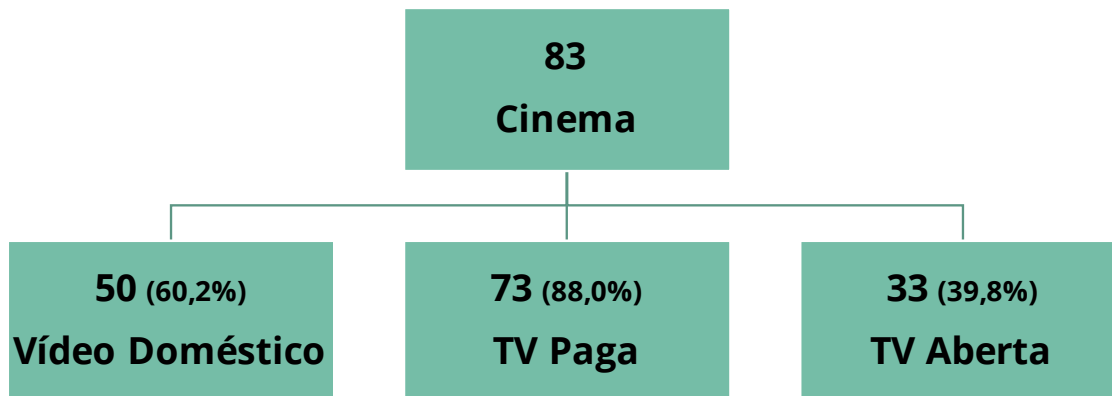 83
Cinema
50 (60,2%)
Vídeo Doméstico
73 (88,0%)
TV Paga
33 (39,8%)
TV Aberta